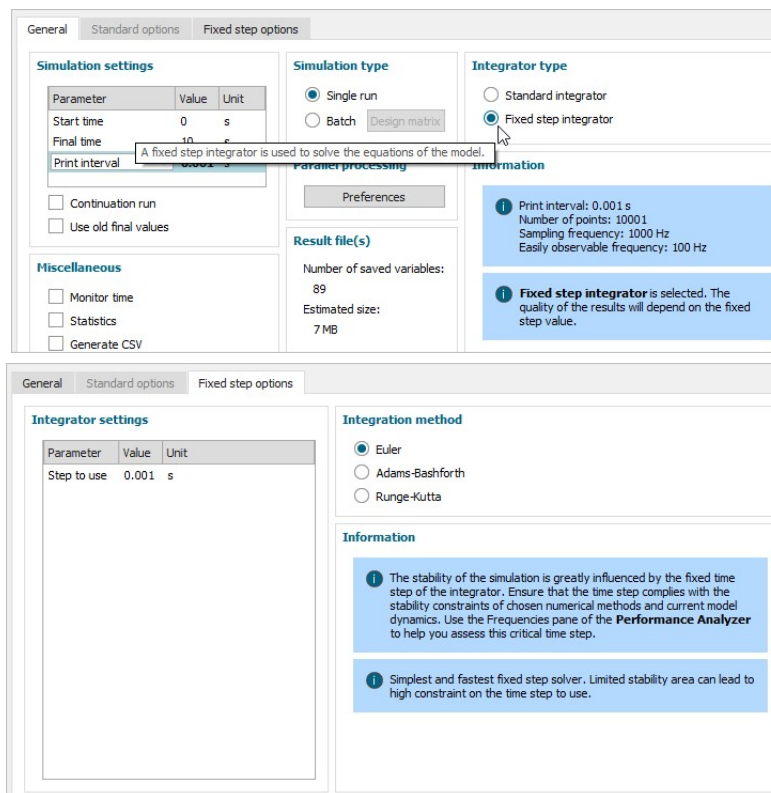 General Standard options Fixed step options
Simulation settings
Parameter Value Unit
Start time 0 s
Final time 10 s
Print interval 0.001 s
A fixed step integrator is used to solve the equations of the model.
Continuation run
Use old final values
Miscellaneous
Monitor time
Statistics
Generate CSV
Simulation type
Single run
Batch Design matrix
Parallel processing
Preferences
Result file(s)
Number of saved variables:
89
Estimated size:
7 MB
Integrator type
Standard integrator
Fixed step integrator
Information
Print interval: 0.001 s
Number of points: 10001
Sampling frequency: 1000 Hz
Easily observable frequency: 100 Hz
Fixed step integrator is selected. The
quality of the results will depend on the fixed
step value.
General Standard options Fixed step options
Integrator settings
Parameter Value Unit
Step to use 0.001 s
Integration method
Euler
Adams-Bashforth
Runge-Kutta
Information
The stability of the simulation is greatly influenced by the fixed time
step of the integrator. Ensure that the time step complies with the
stability constraints of chosen numerical methods and current model
dynamics. Use the Frequencies pane of the Performance Analyzer
to help you assess this critical time step.
Simplest and fastest fixed step solver. Limited stability area can lead to
high constraint on the time step to use.